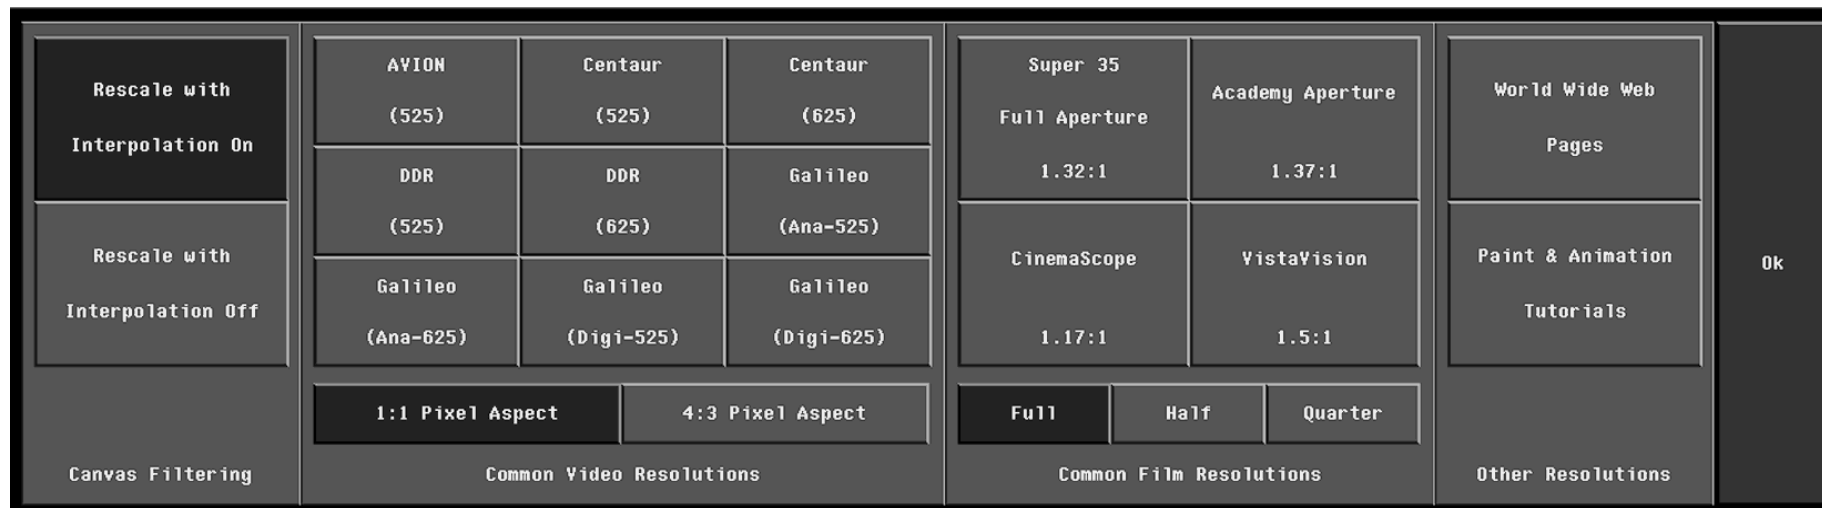 Rescale with
Interpolation On
Rescale with
Interpolation Off
Canvas Filtering
AVION
(525)
Centaur
(525)
Centaur
(625)
DDR
(525)
DDR
(625)
Galileo
(Ana-525)
Galileo
(Ana-625)
Galileo
(Digi-525)
Galileo
(Digi-625)
1:1 Pixel Aspect
4:3 Pixel Aspect
Common Video Resolutions
Super 35
Full Aperture
1.32:1
Academy Aperture
1.37:1
CinemaScope
1.17:1
VistaVision
1.5:1
Full
Half
Quarter
Common Film Resolutions
World Wide Web
Pages
Paint & Animation
Tutorials
Other Resolutions
Ok